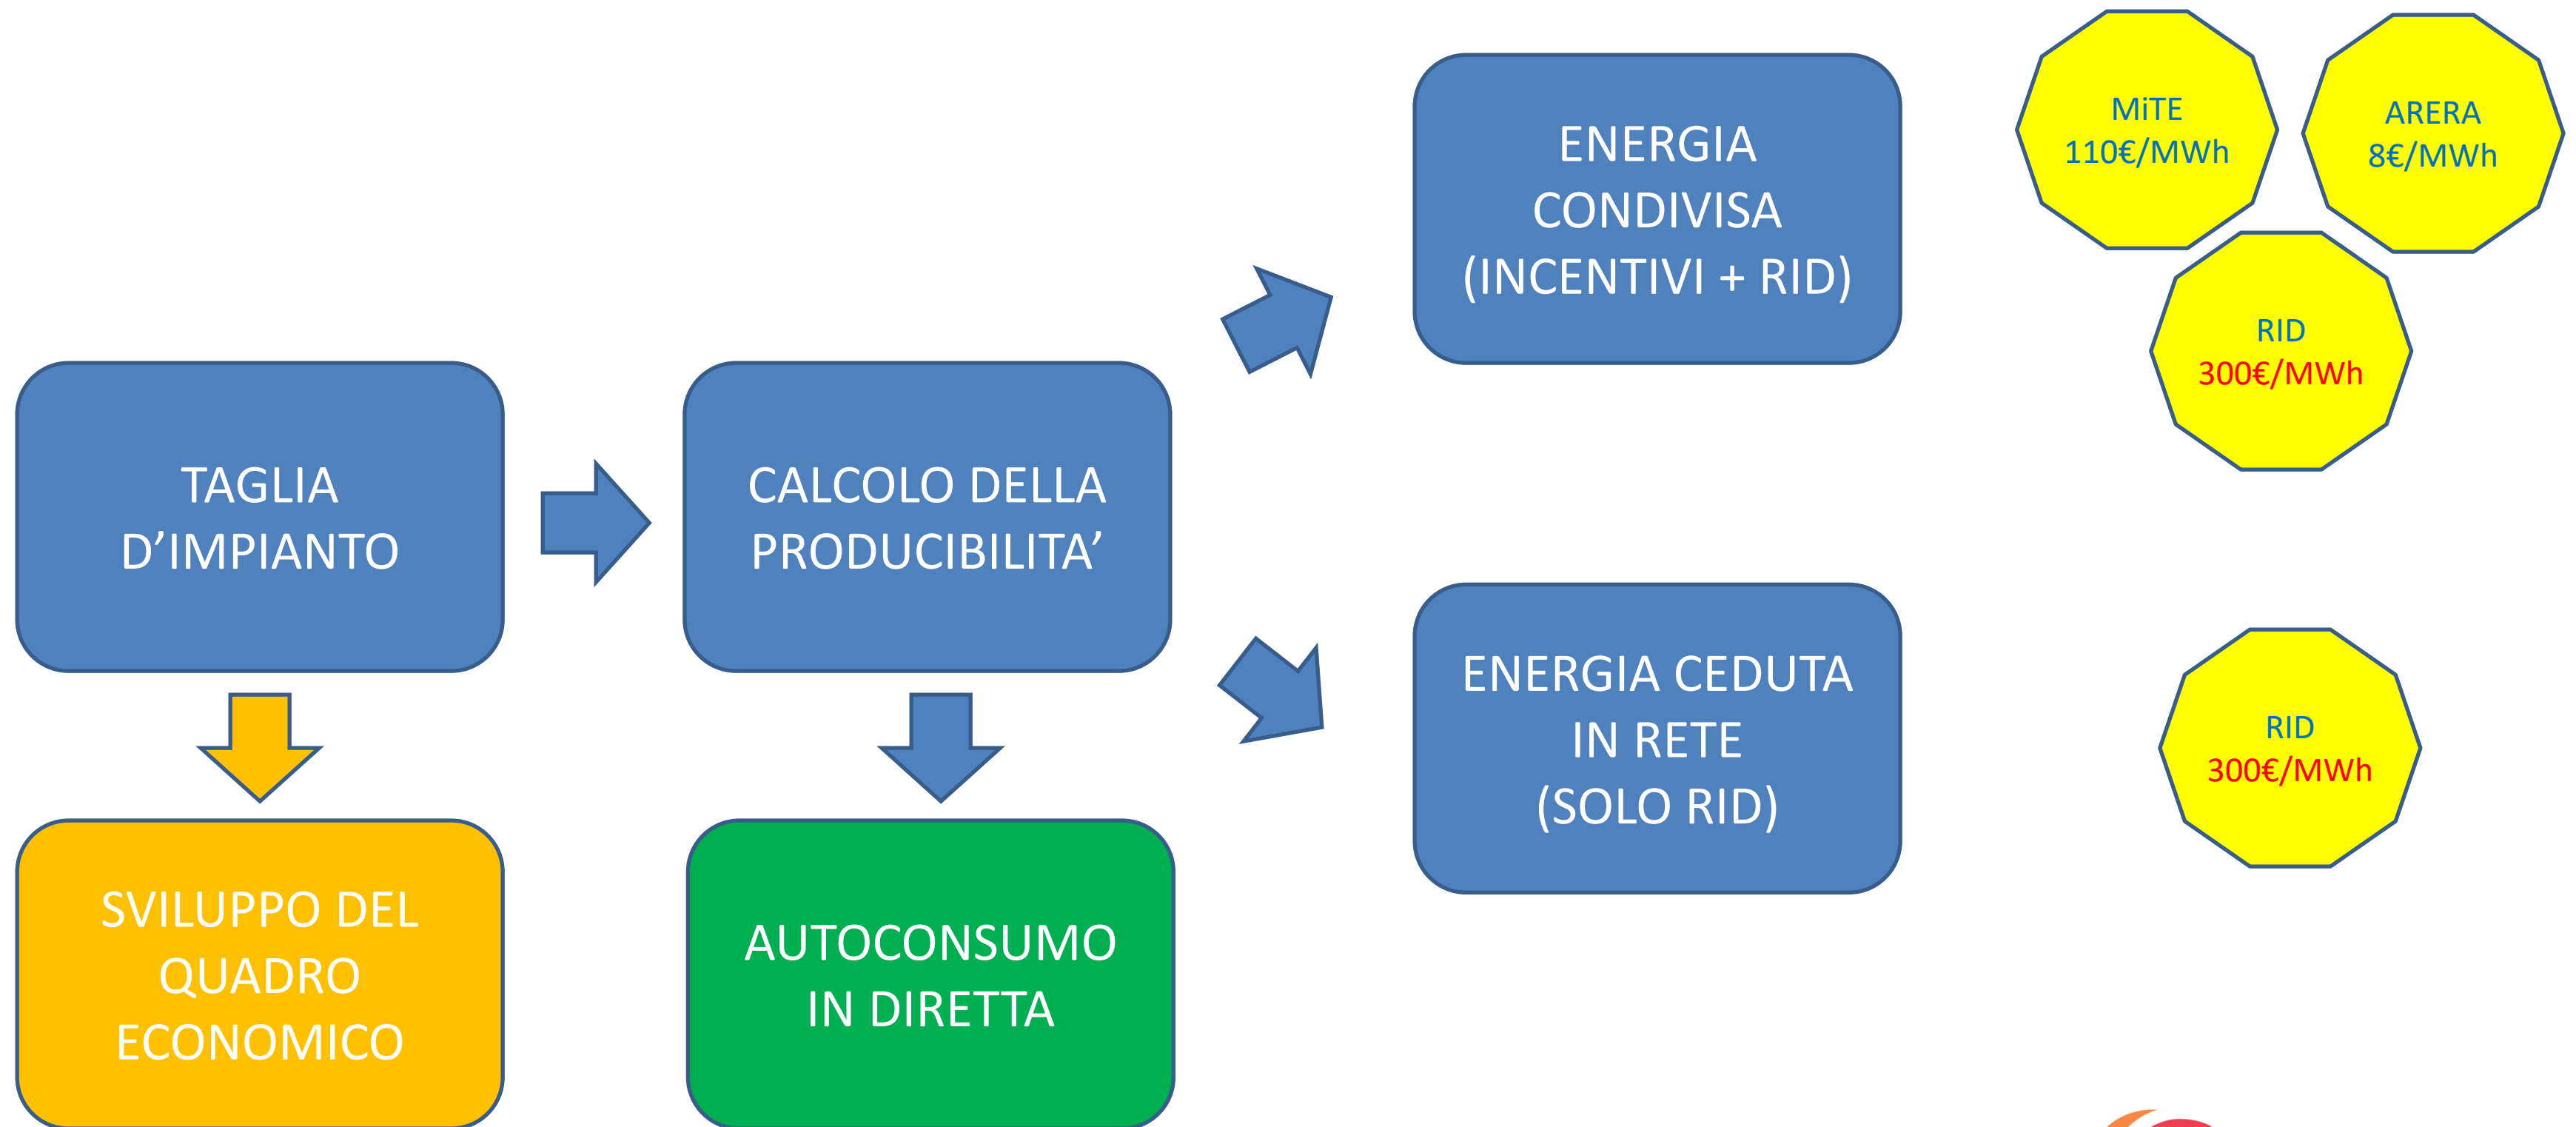 TAGLIA
D’IMPIANTO
SVILUPPO DEL
QUADRO
ECONOMICO
CALCOLO DELLA
PRODUCIBILITA’
AUTOCONSUMO
IN DIRETTA
ENERGIA
CONDIVISA
(INCENTIVI + RID)
MiTE
110€/MWh
ARERA
8€/MWh
RID
300€/MWh
ENERGIA CEDUTA
IN RETE
(SOLO RID)
RID
300€/MWh